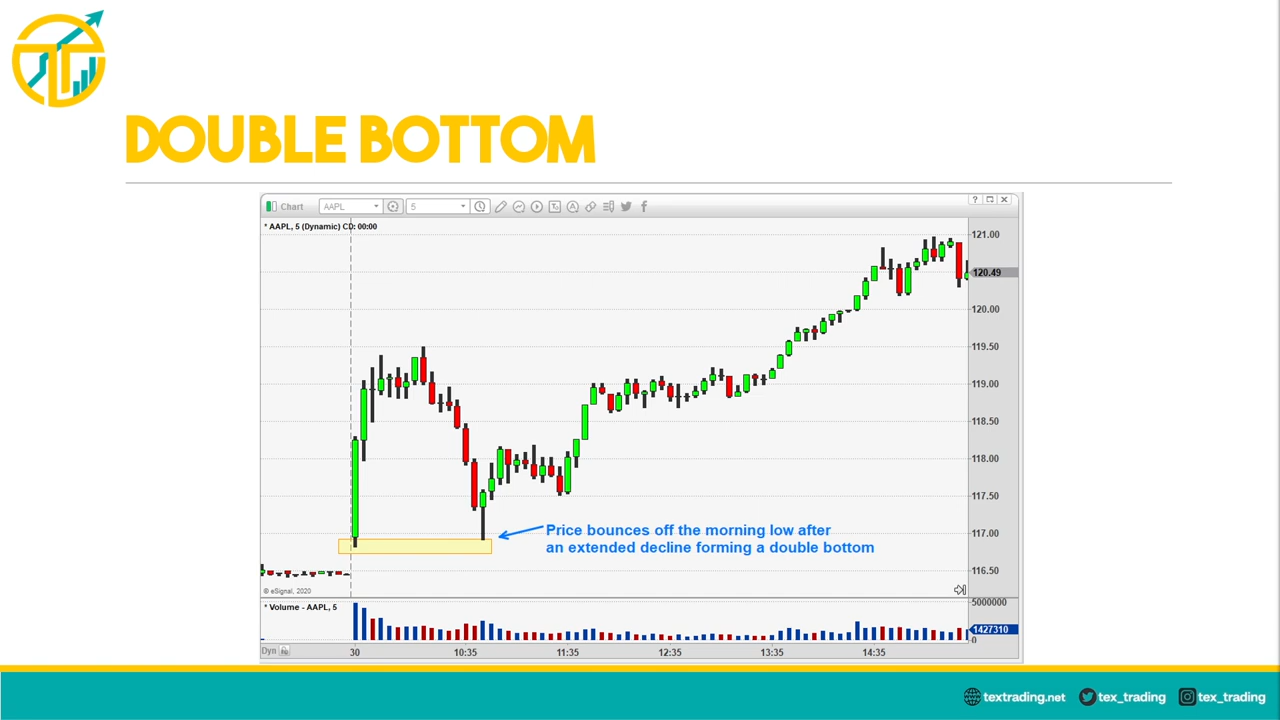 DOUBLE BOTTOM
Chart AAPL 5 ? 
* AAPL, 5 (Dynamic) CD: 00:00
121.00
120.49
120.00
119.50
119.00
118.50
118.00
117.50
Price bounces off the morning low after
an extended decline forming a double bottom
117.00
116.50
© eSignal, 2020
* Volume - AAPL, 5
5000000
1427310
0
Dyn
30 10:35 11:35 12:35 13:35 14:35
textrading.net tex_trading tex_trading